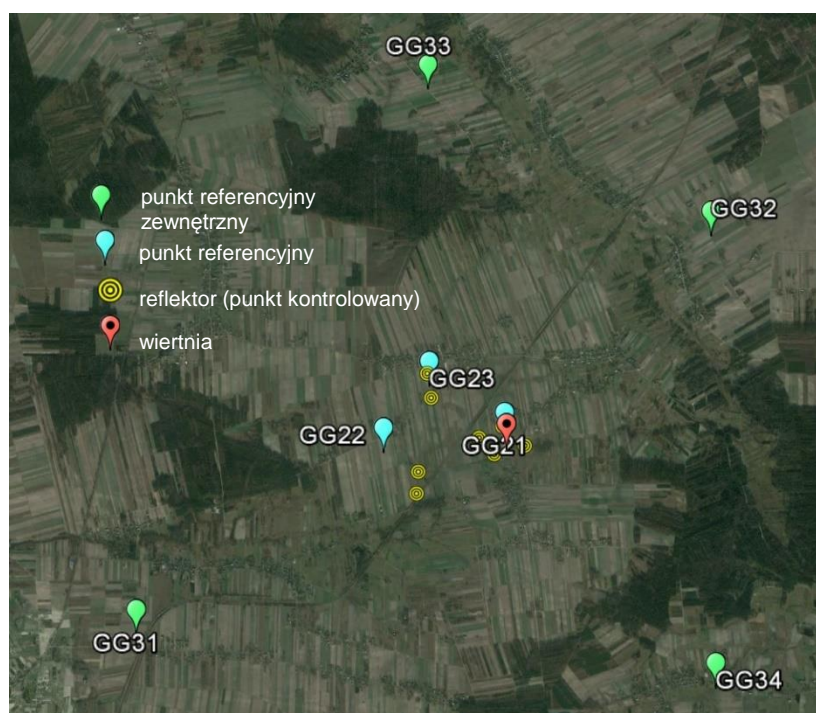 GG33
punkt referencyjny
zewnętrzny
GG32
punkt referencyjny
reflektor (punkt kontrolowany)
wiertnia
GG23
GG22
GG21
GG31
GG34